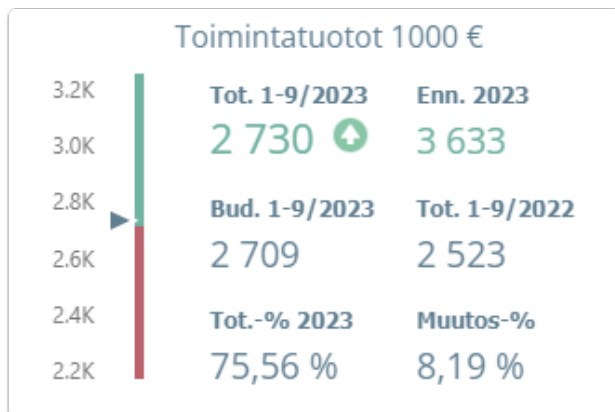 Toimintatuotot 1000 €
3.2K
3.0K
2.8K
2.6K
2.4K
2.2K
Tot. 1-9/2023 Enn. 2023
2 730 3 633
Bud. 1-9/2023 Tot. 1-9/2022
2 709 2 523
Tot.-% 2023 Muutos-%
75,56 % 8,19 %